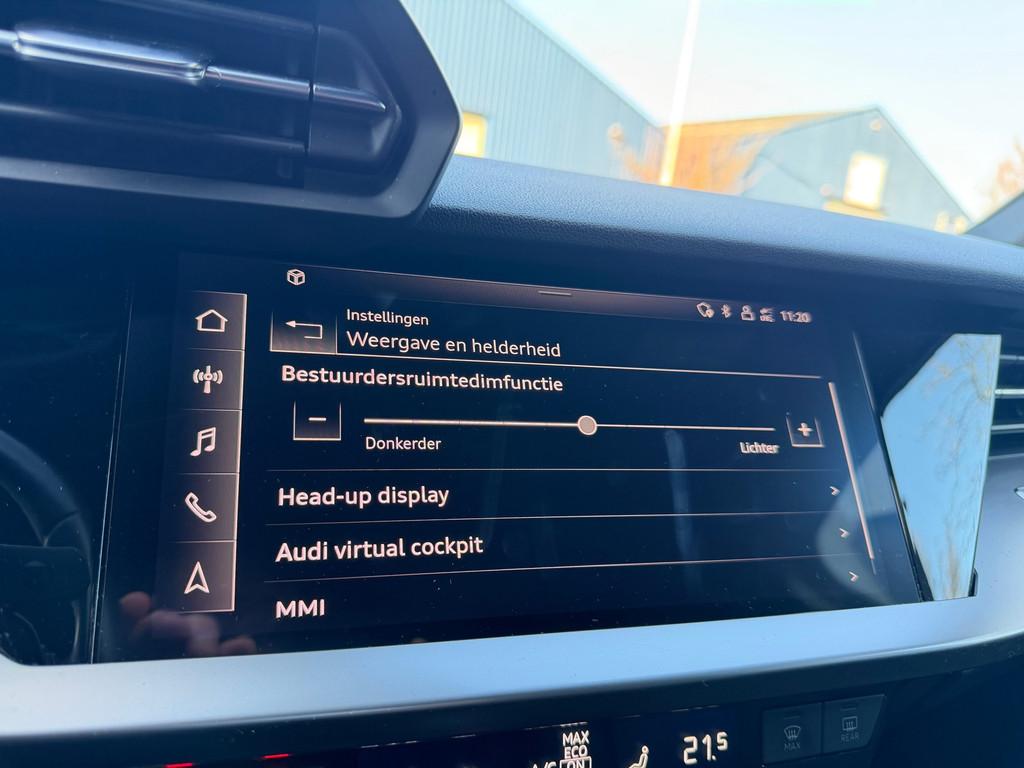 11:20
Instellingen
Weergave en helderheid
Bestuurdersruimtedimfunctie
−
+
Donkerder
Lichter
Head-up display
Audi virtual cockpit
MMI
MAX
ECO
ON
A/C
21.5
MAX
REAR